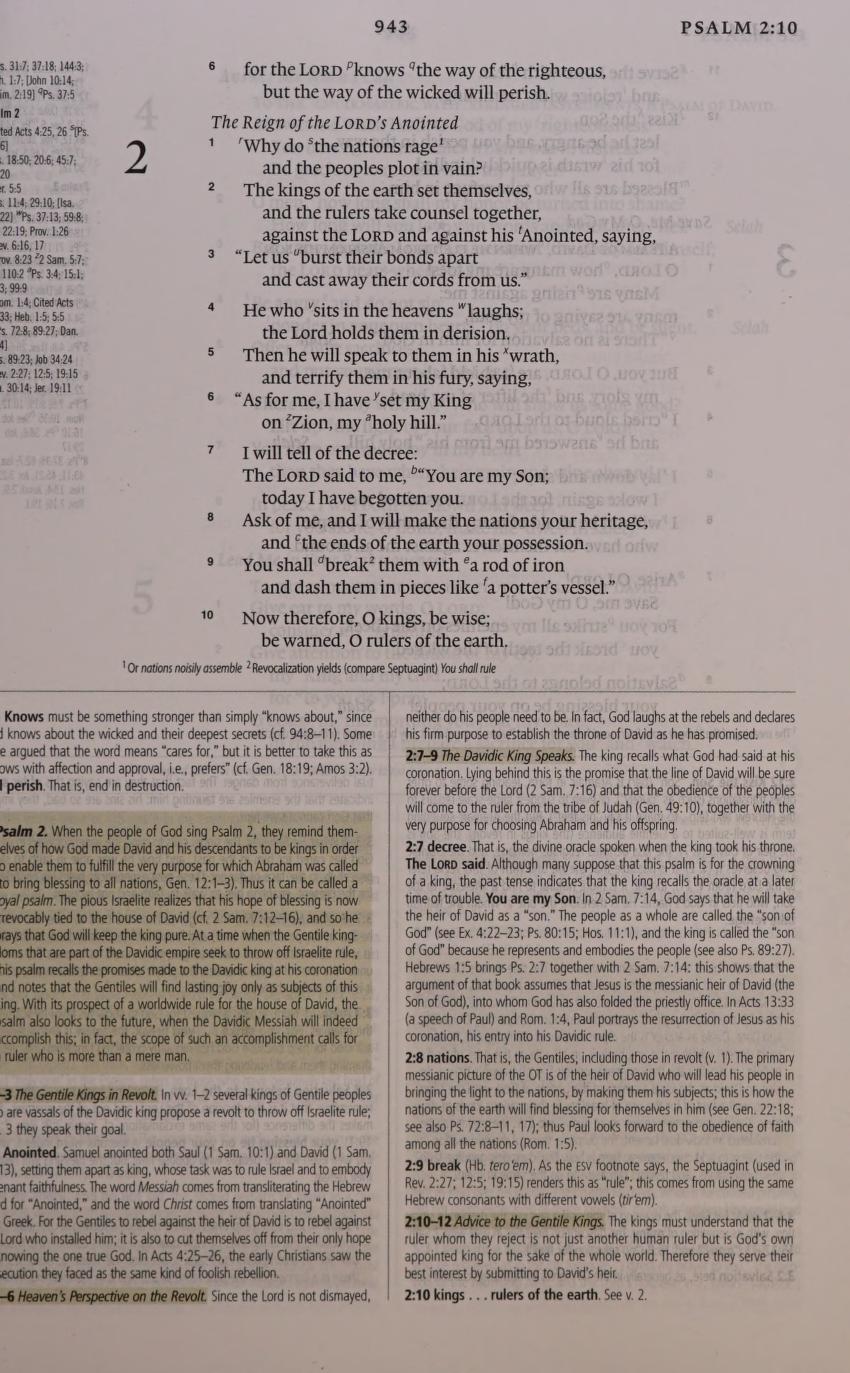 943
PSALM 2:10
s. 31:7; 37:18; 144:3;
h. 1:7; [John 10:14;
im. 2:19] qPs. 37:5
lm 2
ted Acts 4:25, 26 s[Ps.
6]
s. 18:50; 20:6; 45:7;
20
r. 5:5
s. 11:4; 29:10; [Isa.
22] wPs. 37:13; 59:8;
22:19; Prov. 1:26
ev. 6:16, 17
ov. 8:23 z2 Sam. 5:7;
110:2 aPs. 3:4; 15:1;
3; 99:9
om. 1:4; Cited Acts
33; Heb. 1:5; 5:5
s. 72:8; 89:27; Dan.
4]
s. 89:23; Job 34:24
v. 2:27; 12:5; 19:15
. 30:14; Jer. 19:11
6 for the LORD pknows qthe way of the righteous,
but the way of the wicked will perish.
The Reign of the LORD's Anointed
2
1 rWhy do sthe nations rage1
and the peoples plot in vain?
2 The kings of the earth set themselves,
and the rulers take counsel together,
against the LORD and against his tAnointed, saying,
3 “Let us uburst their bonds apart
and cast away their cords from us.”
4 He who vsits in the heavens wlaughs;
the Lord holds them in derision.
5 Then he will speak to them in his xwrath,
and terrify them in his fury, saying,
6 “As for me, I have yset my King
on zZion, my aholy hill.”
7 I will tell of the decree:
The LORD said to me, b“You are my Son;
today I have begotten you.
8 Ask of me, and I will make the nations your heritage,
and cthe ends of the earth your possession.
9 You shall dbreak2 them with ea rod of iron
and dash them in pieces like fa potter's vessel.”
10 Now therefore, O kings, be wise;
be warned, O rulers of the earth.
1 Or nations noisily assemble 2 Revocalization yields (compare Septuagint) You shall rule
Knows must be something stronger than simply “knows about,” since
l knows about the wicked and their deepest secrets (cf. 94:8–11). Some
e argued that the word means “cares for,” but it is better to take this as
ows with affection and approval, i.e., prefers” (cf. Gen. 18:19; Amos 3:2).
l perish. That is, end in destruction.
salm 2. When the people of God sing Psalm 2, they remind them-
elves of how God made David and his descendants to be kings in order
o enable them to fulfill the very purpose for which Abraham was called
to bring blessing to all nations, Gen. 12:1–3). Thus it can be called a
oyal psalm. The pious Israelite realizes that his hope of blessing is now
rrevocably tied to the house of David (cf. 2 Sam. 7:12–16), and so he
rays that God will keep the king pure. At a time when the Gentile king-
oms that are part of the Davidic empire seek to throw off Israelite rule,
his psalm recalls the promises made to the Davidic king at his coronation
nd notes that the Gentiles will find lasting joy only as subjects of this
ing. With its prospect of a worldwide rule for the house of David, the
salm also looks to the future, when the Davidic Messiah will indeed
ccomplish this; in fact, the scope of such an accomplishment calls for
ruler who is more than a mere man.
–3 The Gentile Kings in Revolt. In vv. 1–2 several kings of Gentile peoples
o are vassals of the Davidic king propose a revolt to throw off Israelite rule;
. 3 they speak their goal.
Anointed. Samuel anointed both Saul (1 Sam. 10:1) and David (1 Sam.
13), setting them apart as king, whose task was to rule Israel and to embody
enant faithfulness. The word Messiah comes from transliterating the Hebrew
d for “Anointed,” and the word Christ comes from translating “Anointed”
Greek. For the Gentiles to rebel against the heir of David is to rebel against
Lord who installed him; it is also to cut themselves off from their only hope
nowing the one true God. In Acts 4:25–26, the early Christians saw the
ecution they faced as the same kind of foolish rebellion.
–6 Heaven's Perspective on the Revolt. Since the Lord is not dismayed,
neither do his people need to be. In fact, God laughs at the rebels and declares
his firm purpose to establish the throne of David as he has promised.
2:7–9 The Davidic King Speaks. The king recalls what God had said at his
coronation. Lying behind this is the promise that the line of David will be sure
forever before the Lord (2 Sam. 7:16) and that the obedience of the peoples
will come to the ruler from the tribe of Judah (Gen. 49:10), together with the
very purpose for choosing Abraham and his offspring.
2:7 decree. That is, the divine oracle spoken when the king took his throne.
The LORD said. Although many suppose that this psalm is for the crowning
of a king, the past tense indicates that the king recalls the oracle at a later
time of trouble. You are my Son. In 2 Sam. 7:14, God says that he will take
the heir of David as a “son.” The people as a whole are called the “son of
God” (see Ex. 4:22–23; Ps. 80:15; Hos. 11:1), and the king is called the “son
of God” because he represents and embodies the people (see also Ps. 89:27).
Hebrews 1:5 brings Ps. 2:7 together with 2 Sam. 7:14; this shows that the
argument of that book assumes that Jesus is the messianic heir of David (the
Son of God), into whom God has also folded the priestly office. In Acts 13:33
(a speech of Paul) and Rom. 1:4, Paul portrays the resurrection of Jesus as his
coronation, his entry into his Davidic rule.
2:8 nations. That is, the Gentiles, including those in revolt (v. 1). The primary
messianic picture of the OT is of the heir of David who will lead his people in
bringing the light to the nations, by making them his subjects; this is how the
nations of the earth will find blessing for themselves in him (see Gen. 22:18;
see also Ps. 72:8–11, 17); thus Paul looks forward to the obedience of faith
among all the nations (Rom. 1:5).
2:9 break (Hb. tero‘em). As the ESV footnote says, the Septuagint (used in
Rev. 2:27; 12:5; 19:15) renders this as “rule”; this comes from using the same
Hebrew consonants with different vowels (tir‘em).
2:10–12 Advice to the Gentile Kings. The kings must understand that the
ruler whom they reject is not just another human ruler but is God's own
appointed king for the sake of the whole world. Therefore they serve their
best interest by submitting to David's heir.
2:10 kings . . . rulers of the earth. See v. 2.